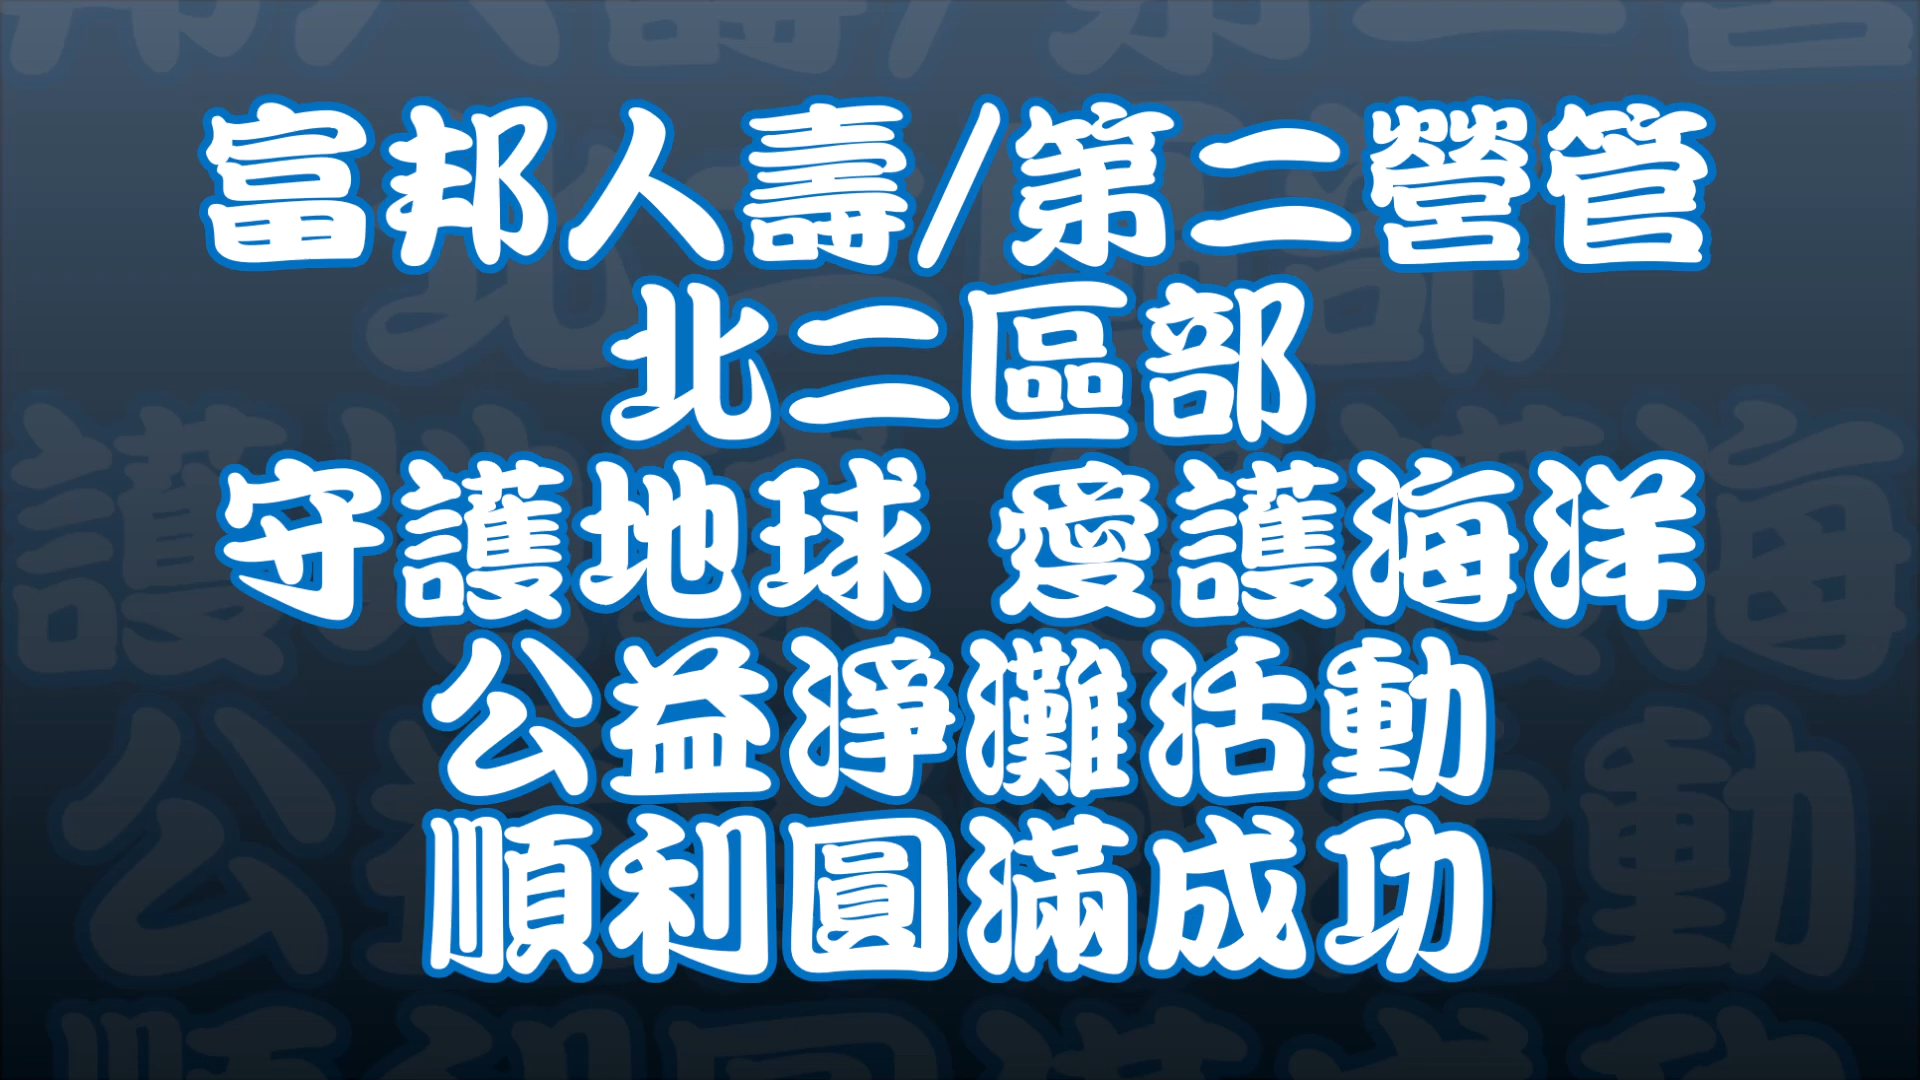 富邦人壽/第二營管
北二區部
守護地球 愛護海洋
公益淨灘活動
順利圓滿成功